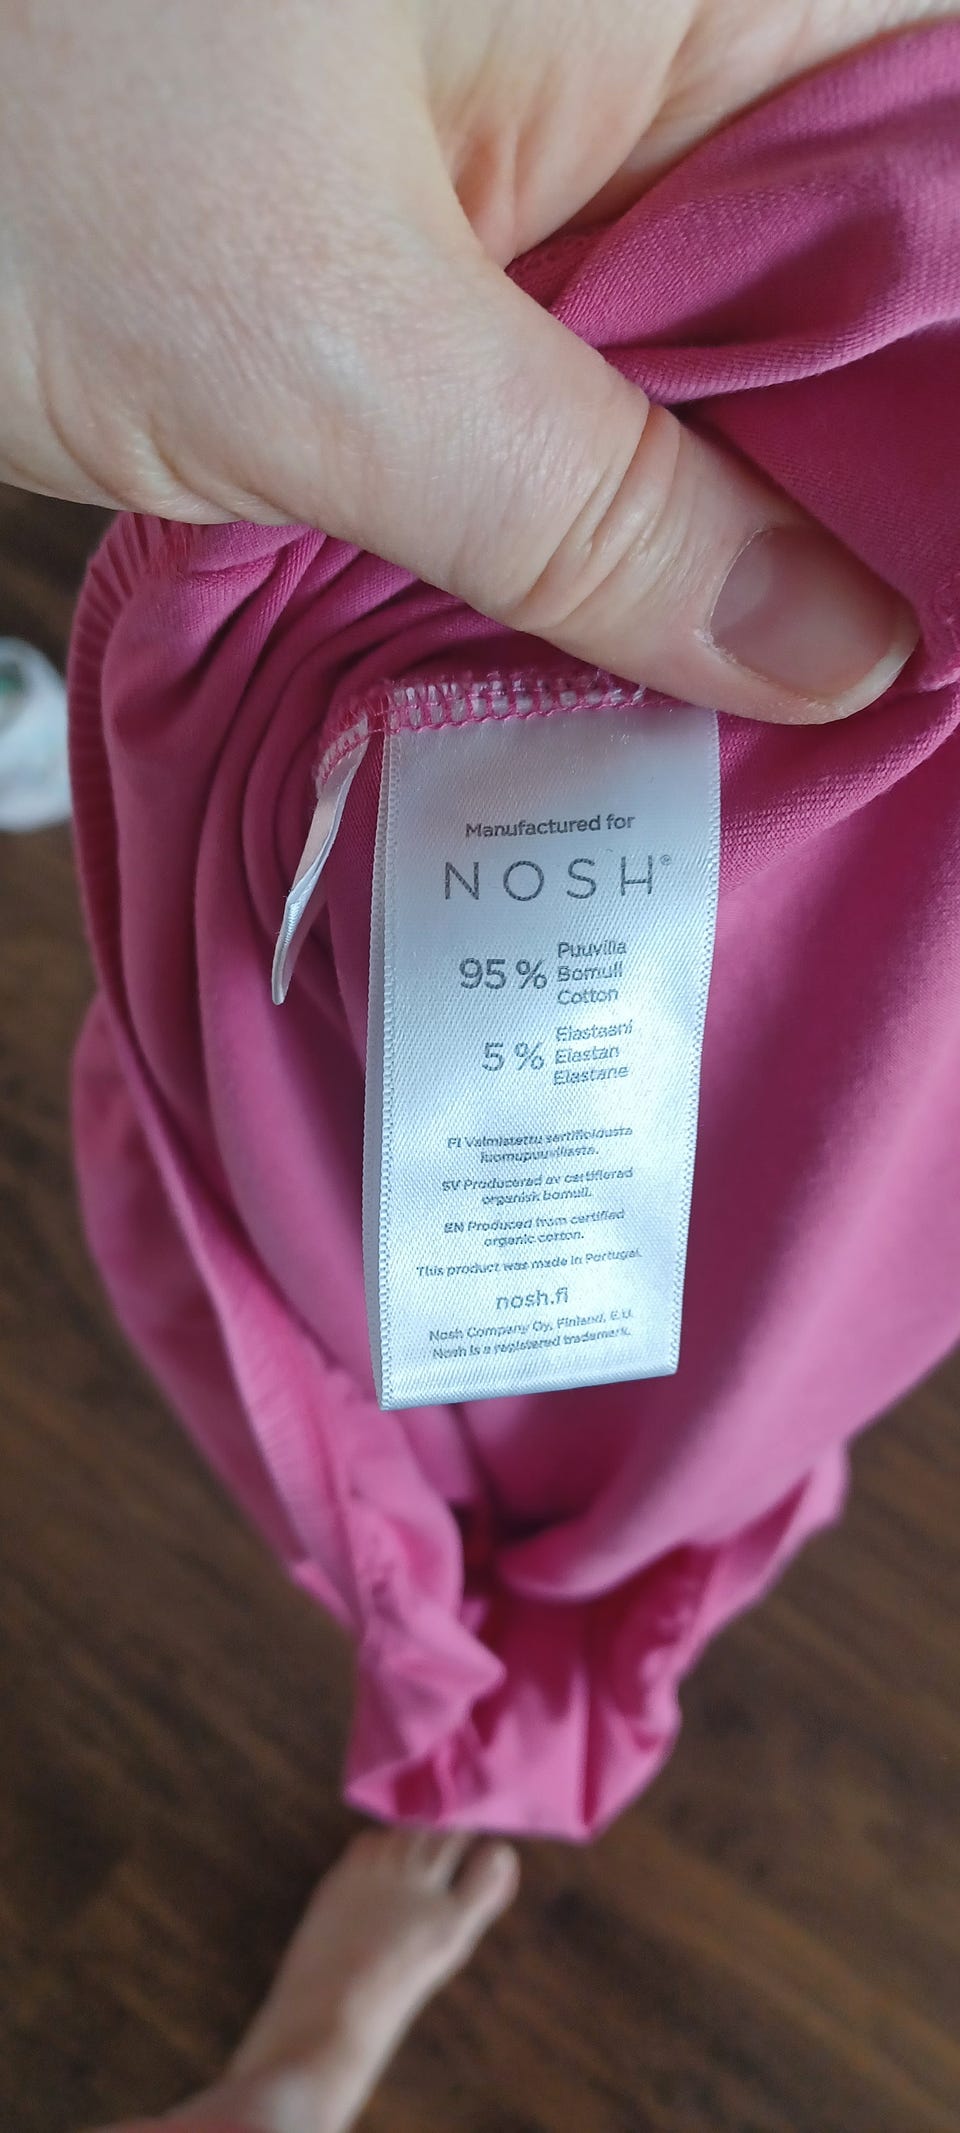 Manufactured for
NOSH®
95 % Puuvilla
Bomull
Cotton
5 % Elastaani
Elastan
Elastane
FI Valmistettu sertifioidusta
luomupuuvillasta.
SV Producerad av certifierad
organisk bomull.
EN Produced from certified
organic cotton.
This product was made in Portugal.
nosh.fi
Nosh Company Oy, Finland, E.U.
Nosh is a registered trademark.